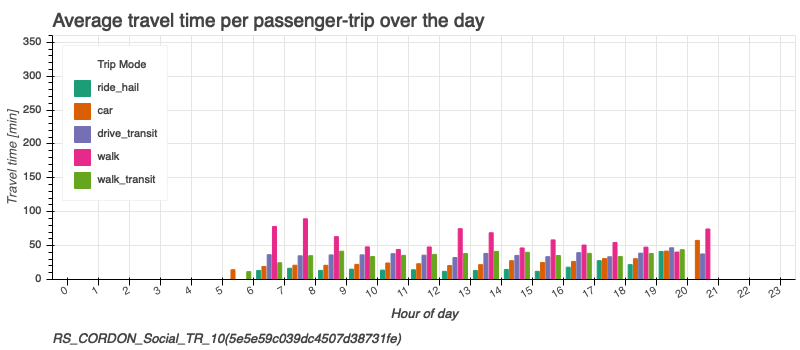 Average travel time per passenger-trip over the day
350
300
250
200
150
100
50
0
Travel time [min]
Trip Mode
ride_hail
car
drive_transit
walk
walk_transit
0 1 2 3 4 5 6 7 8 9 10 11 12 13 14 15 16 17 18 19 20 21 22 23
Hour of day
RS_CORDON_Social_TR_10(5e5e59c039dc4507d38731fe)